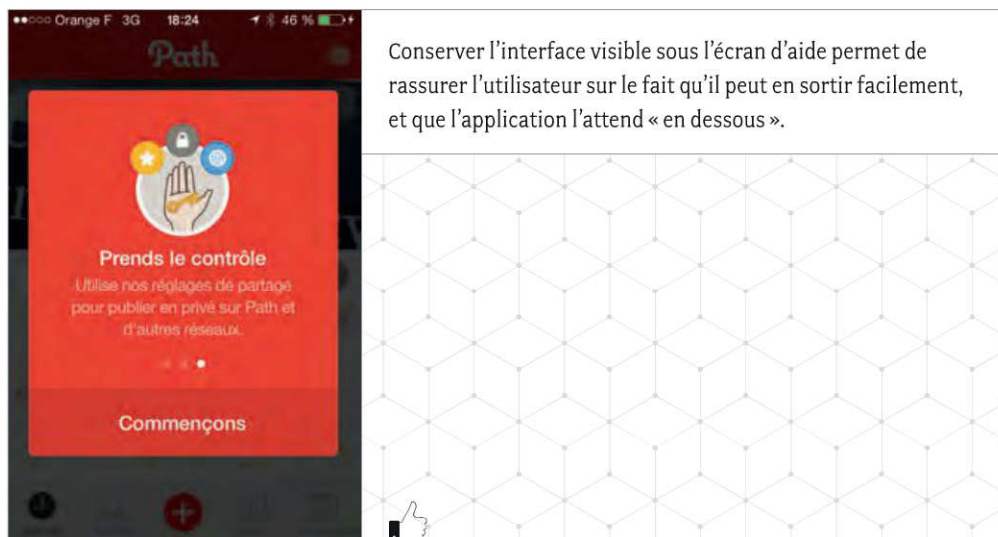 Orange F 3G 18:24 46 %
Path
Prends le contrôle
Utilise nos réglages de partage
pour publier en privé sur Path et
d'autres réseaux.
Commençons
Conserver l'interface visible sous l'écran d'aide permet de
rassurer l'utilisateur sur le fait qu'il peut en sortir facilement,
et que l'application l'attend « en dessous ».